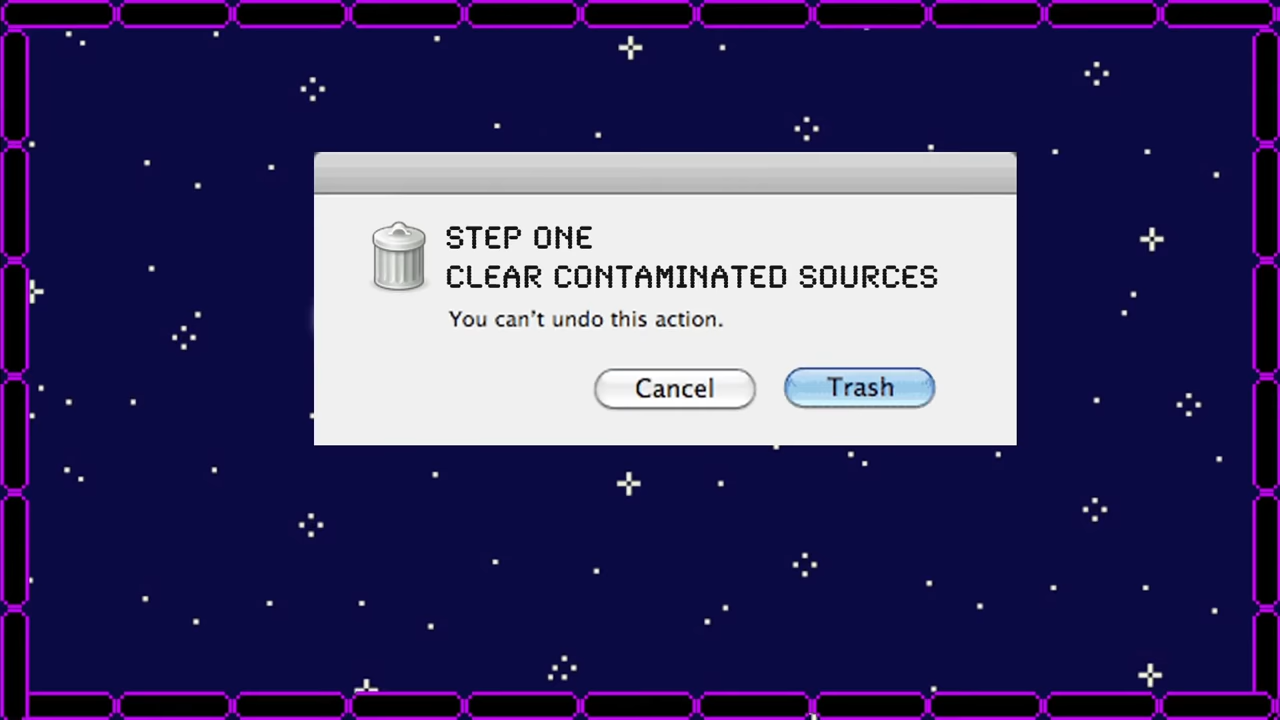 STEP ONE
CLEAR CONTAMINATED SOURCES
You can't undo this action.
Cancel Trash